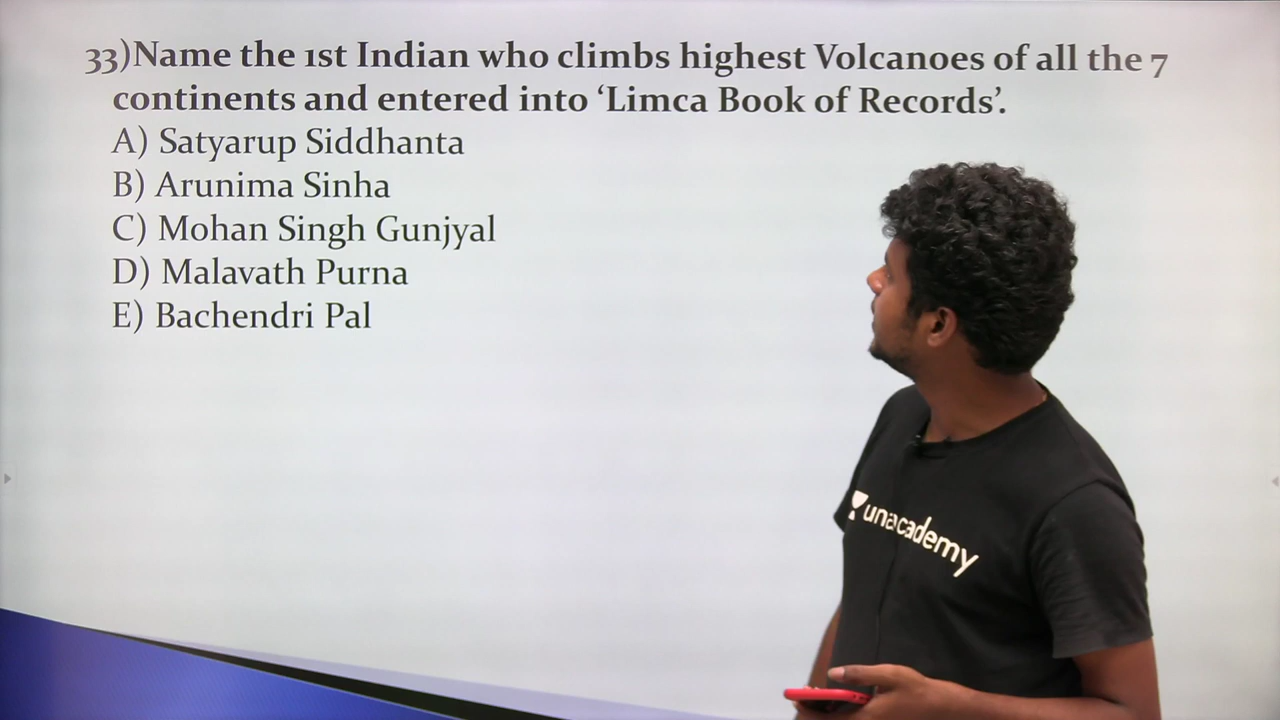 33)Name the 1st Indian who climbs highest Volcanoes of all the 7
continents and entered into ‘Limca Book of Records’.
A) Satyarup Siddhanta
B) Arunima Sinha
C) Mohan Singh Gunjyal
D) Malavath Purna
E) Bachendri Pal
unacademy